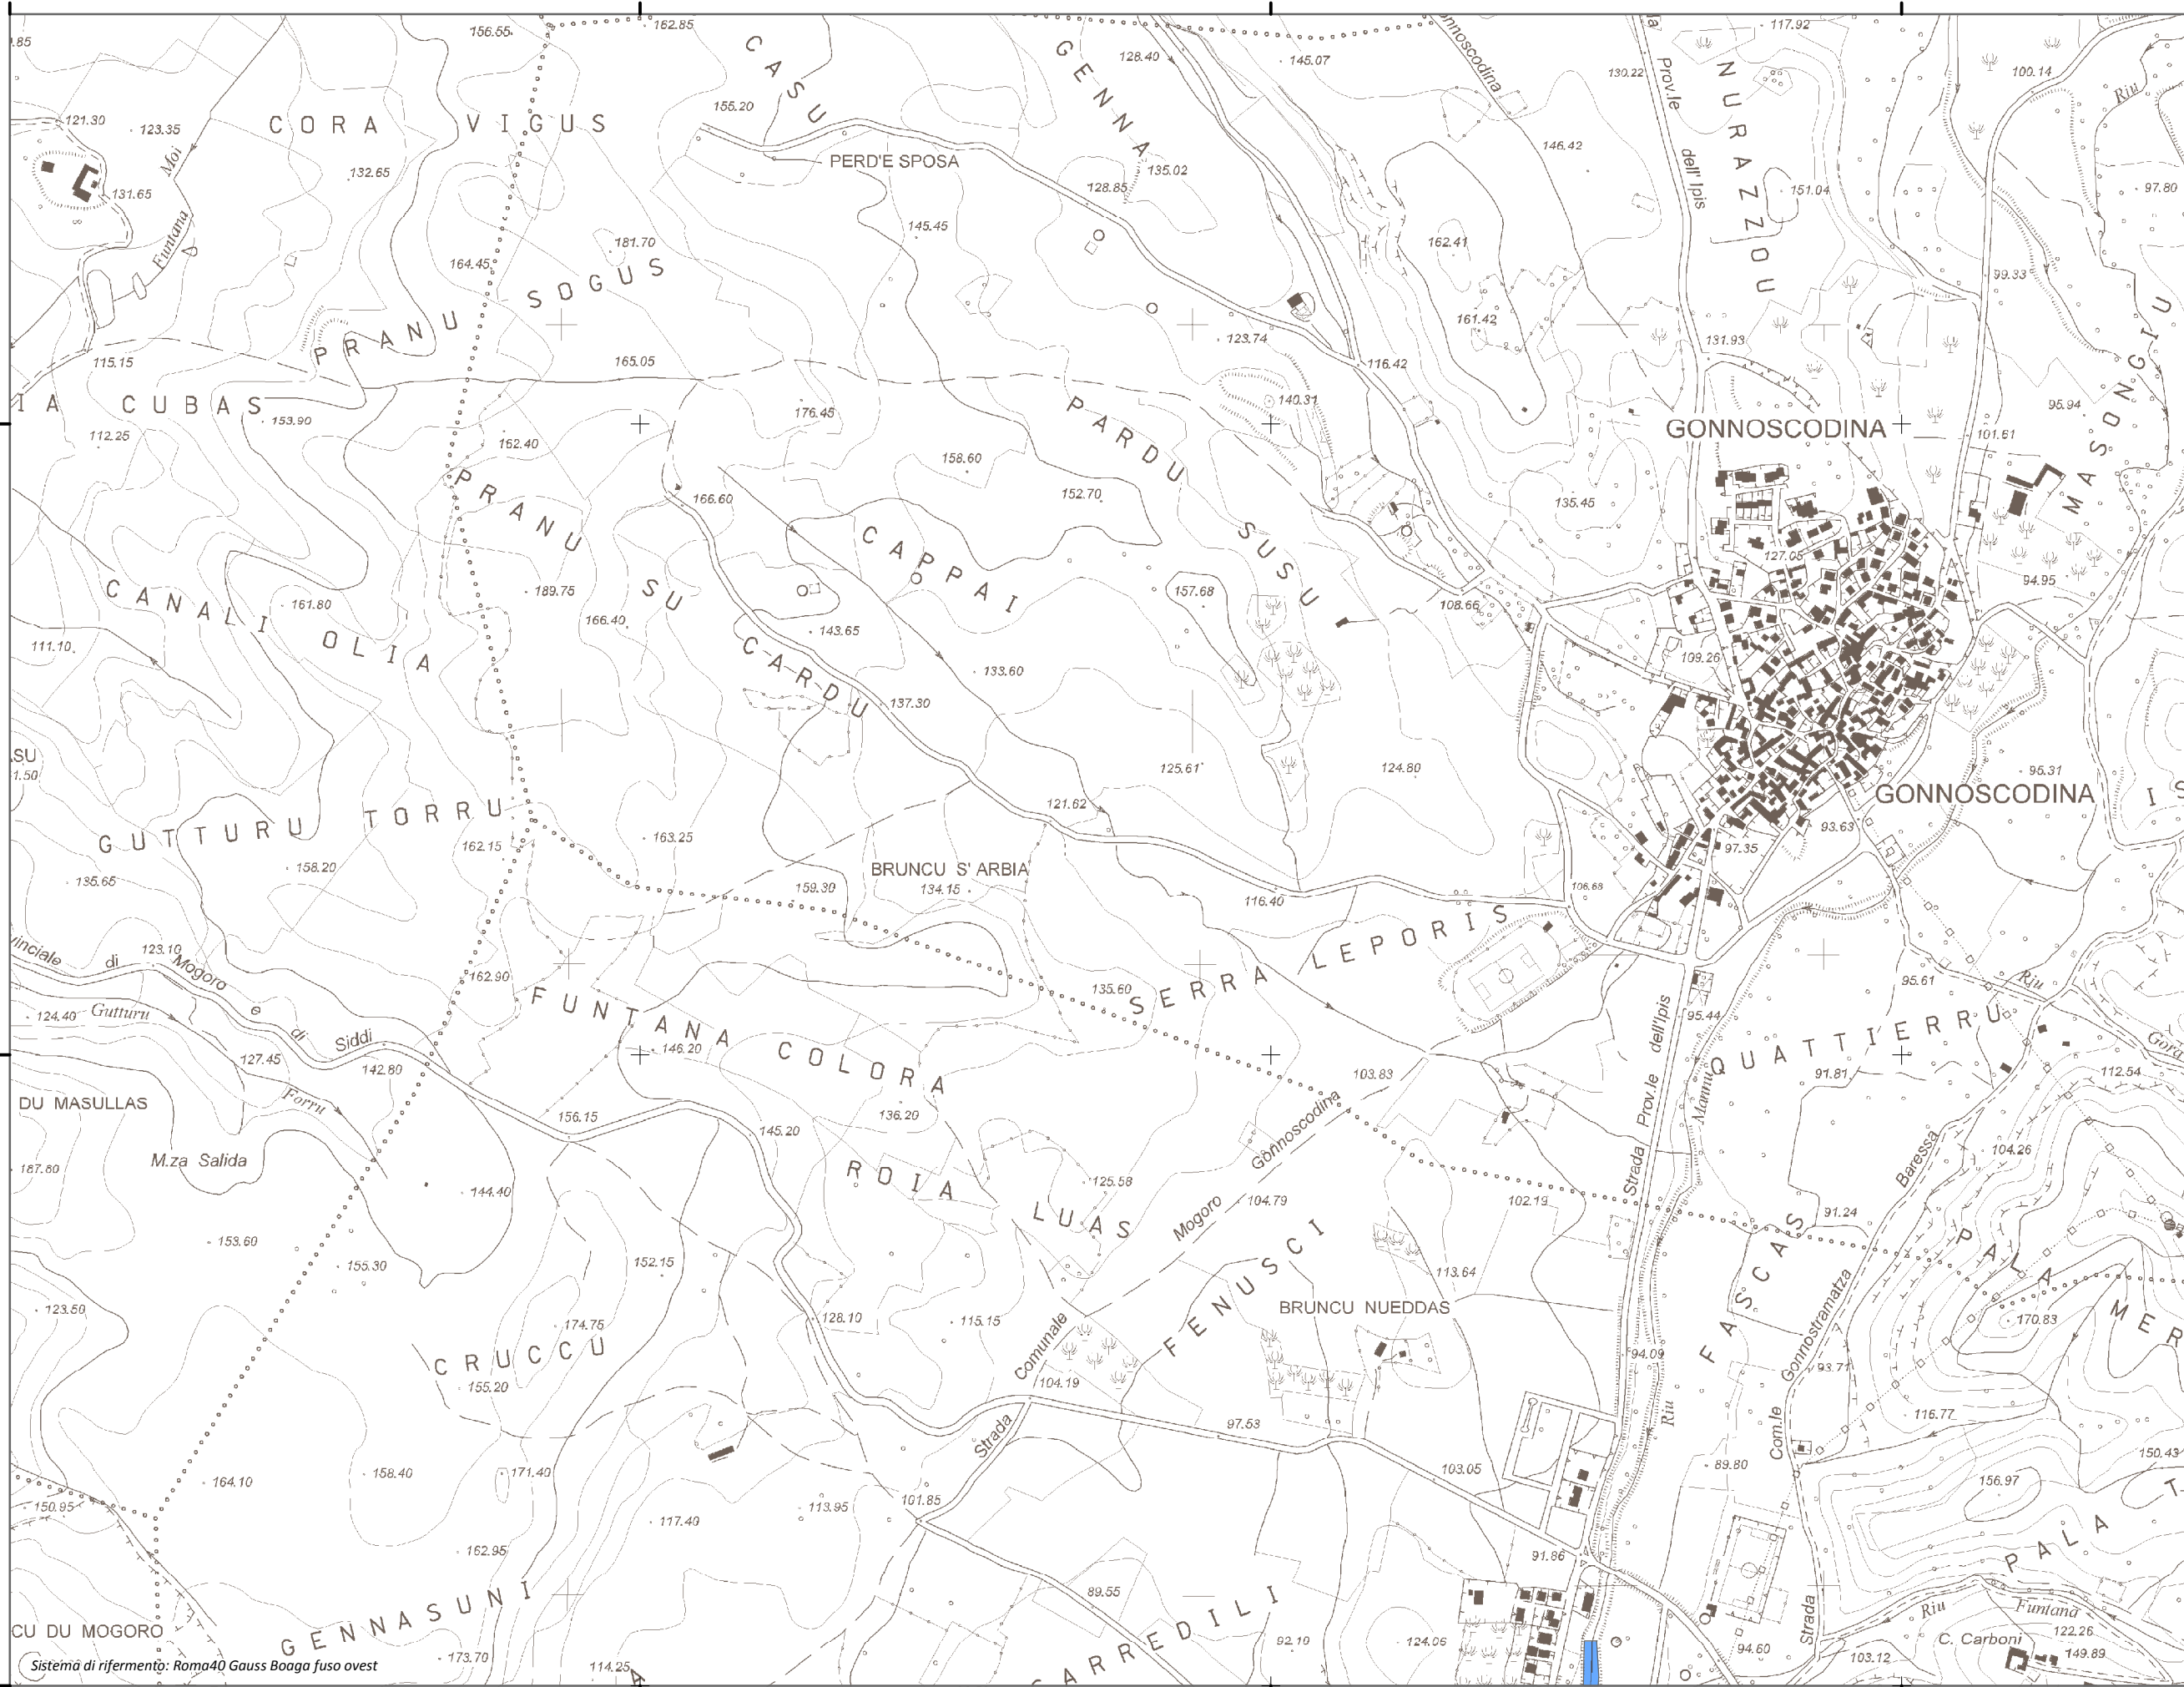 156.55
162.85
117.92
.85
CASU
GENNA
128.40
145.07
130.22
Prov.le
NURAZZOU
100.14
Riu
155.20
121.30
123.35
CORA VIGUS
PERD'E SPOSA
146.42
dell' Ipis
Moi
132.65
135.02
128.85
131.65
151.04
97.80
Funtana
145.45
181.70
162.41
164.45
99.33
PRANU SOGUS
161.42
123.74
131.93
115.15
165.05
116.42
MASONGIU
IA CUBAS
153.90
176.45
PARDU SUSU
140.31
95.94
GONNOSCODINA
101.61
112.25
162.40
158.60
PRANU SU CARDU
166.60
152.70
135.45
CAPPAI
127.05
CANALI OLIA
161.80
189.75
157.68
94.95
108.66
166.40
143.65
111.10
109.26
133.60
137.30
SU
1.50
125.61
124.80
95.31
GONNOSCODINA
GUTTURU TORRU
121.62
93.63
162.15
163.25
97.35
BRUNCU S' ARBIA
158.20
135.65
159.30
134.15
106.68
116.40
SERRA LEPORIS
vinciale di Mogoro e di Siddi
123.10
162.90
95.61
Riu
FUNTANA COLORA
135.60
124.40
Gutturu
95.44
Strada Prov.le dell'Ipis
QUATTIERRU
127.45
146.20
142.80
103.83
91.81
112.54
DU MASULLAS
Forru
Mannu
136.20
156.15
145.20
Gonnoscodina
Baressa
104.26
M.za Salida
187.80
ROIA LUAS
125.58
144.40
104.79
102.19
Mogoro
91.24
153.60
FENUSCI
FASCAS
PALA MER
155.30
152.15
113.64
123.50
BRUNCU NUEDDAS
174.75
128.10
115.15
170.83
Gonnostramatza
Comunale
CRUCCU
94.09
93.71
155.20
104.19
116.77
97.53
Riu
Com.le
Strada
150.43
103.05
89.80
164.10
158.40
171.40
156.97
150.95
101.85
113.95
117.40
PALA T
162.95
91.86
89.55
GENNASUNI
Riu Funtana
CU DU MOGORO
CARREDILI
92.10
124.06
94.60
Strada
C. Carboni
122.26
149.89
103.12
173.70
114.25
Sistema di rifermento: Roma40 Gauss Boaga fuso ovest